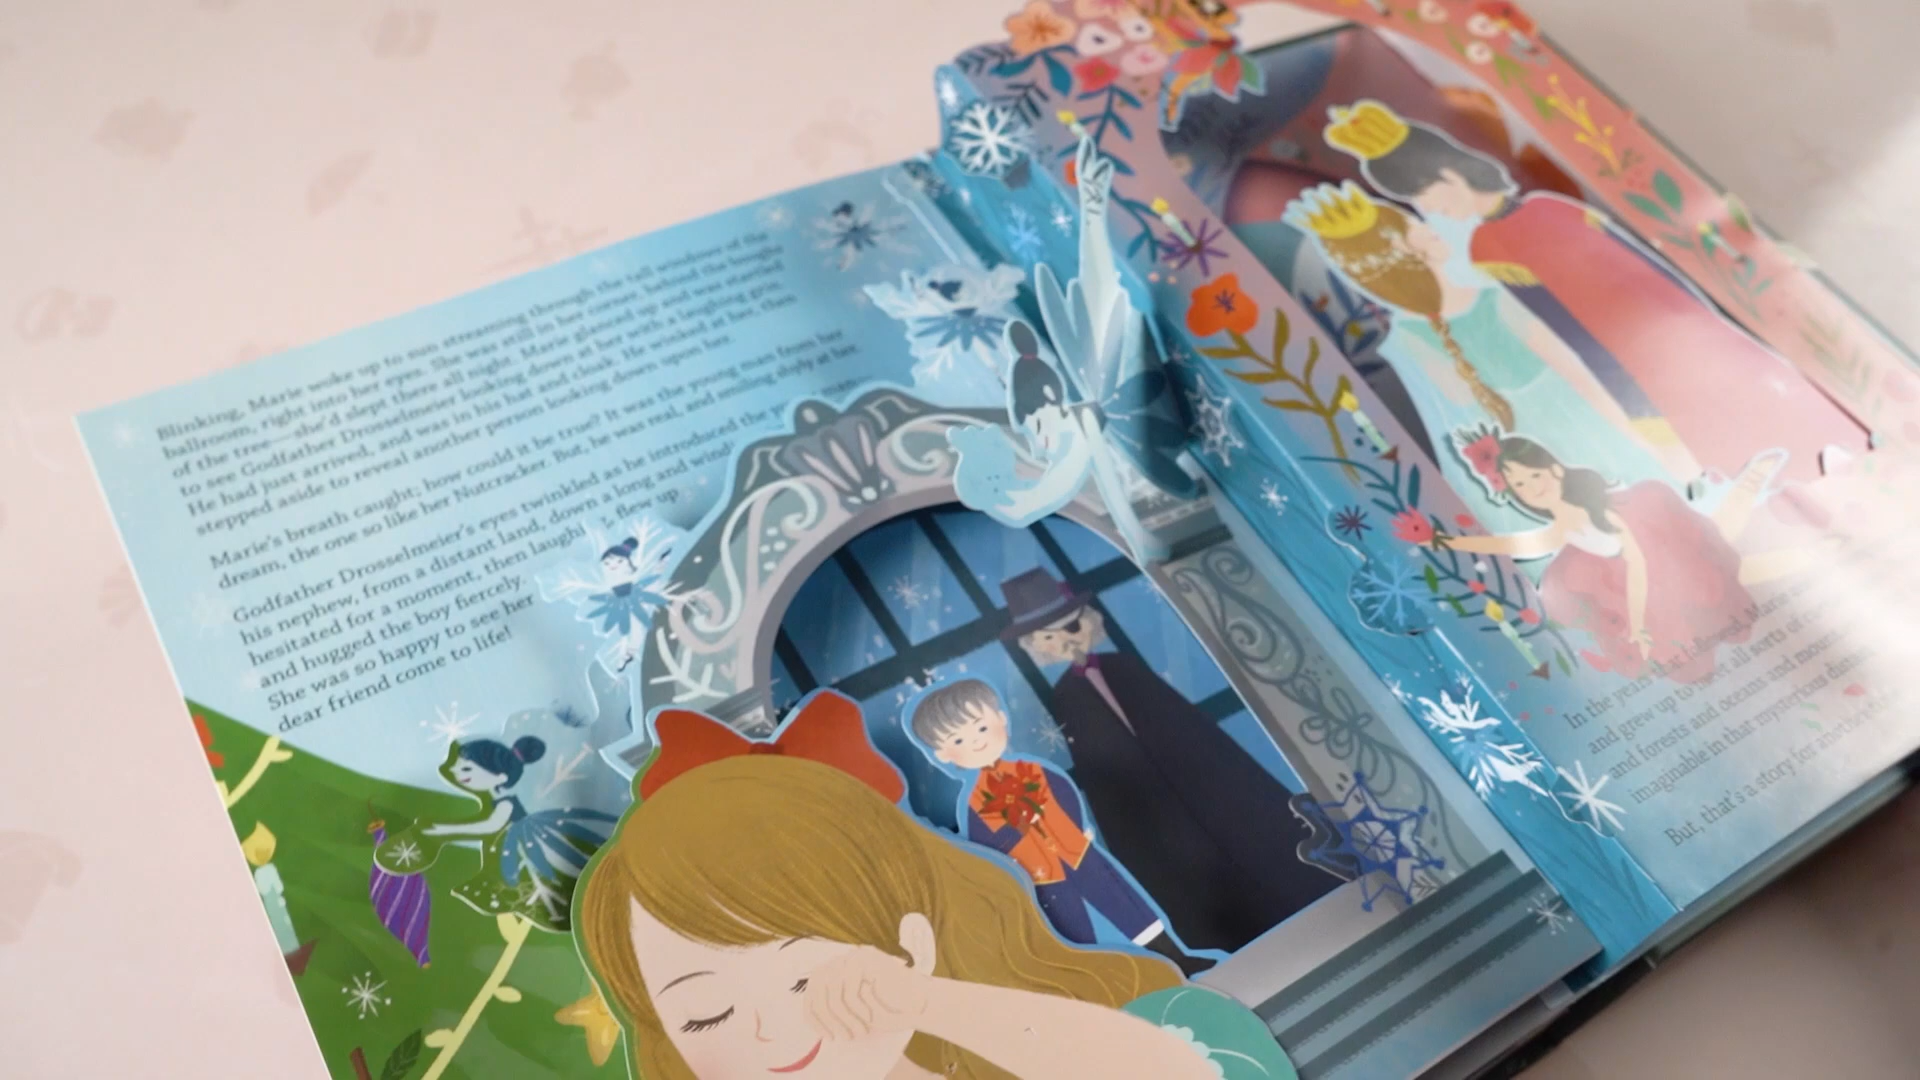 Blinking, Marie woke up to sun streaming through the tall windows of the
ballroom, right into her eyes. She was still in her corner, behind the boughs
of the tree—she'd slept there all night. Marie glanced up and was startled
to see Godfather Drosselmeier looking down at her with a laughing grin.
He had just arrived, and was in his hat and cloak. He winked at her, then
stepped aside to reveal another person looking down upon her.
Marie's breath caught; how could it be true? It was the young man from her
dream, the one so like her Nutcracker. But, he was real, and smiling shyly at her.
Godfather Drosselmeier's eyes twinkled as he introduced the
his nephew, from a distant land, down a long and
hesitated for a moment, then flew up
and hugged the boy fiercely.
She was so happy to see her
dear friend come to life!
In the years that followed, Marie
and grew up to all sorts of
and forests and oceans and
imaginable in that mysterious
But, that's a story for